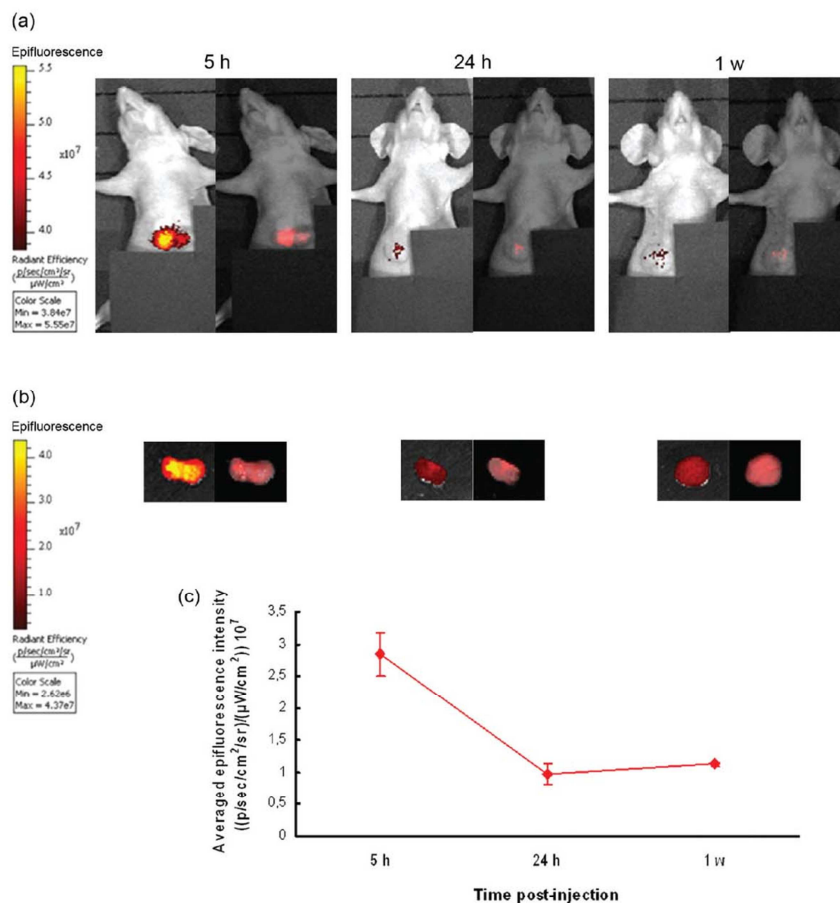 (a)
Epifluorescence
5 h
24 h
1 w
5.5
5.0
x10⁷
4.5
4.0
Radiant Efficiency
(p/sec/cm²/sr / µW/cm²)
Color Scale
Min = 3.84e7
Max = 5.55e7
(b)
Epifluorescence
4.0
3.0
x10⁷
2.0
1.0
Radiant Efficiency
(p/sec/cm²/sr / µW/cm²)
Color Scale
Min = 2.62e6
Max = 4.37e7
(c)
Averaged epifluorescence intensity
((p/sec/cm²/sr)/(µW/cm²)) 10⁷
3,5
3
2,5
2
1,5
1
0,5
0
5 h
24 h
1 w
Time post-injection